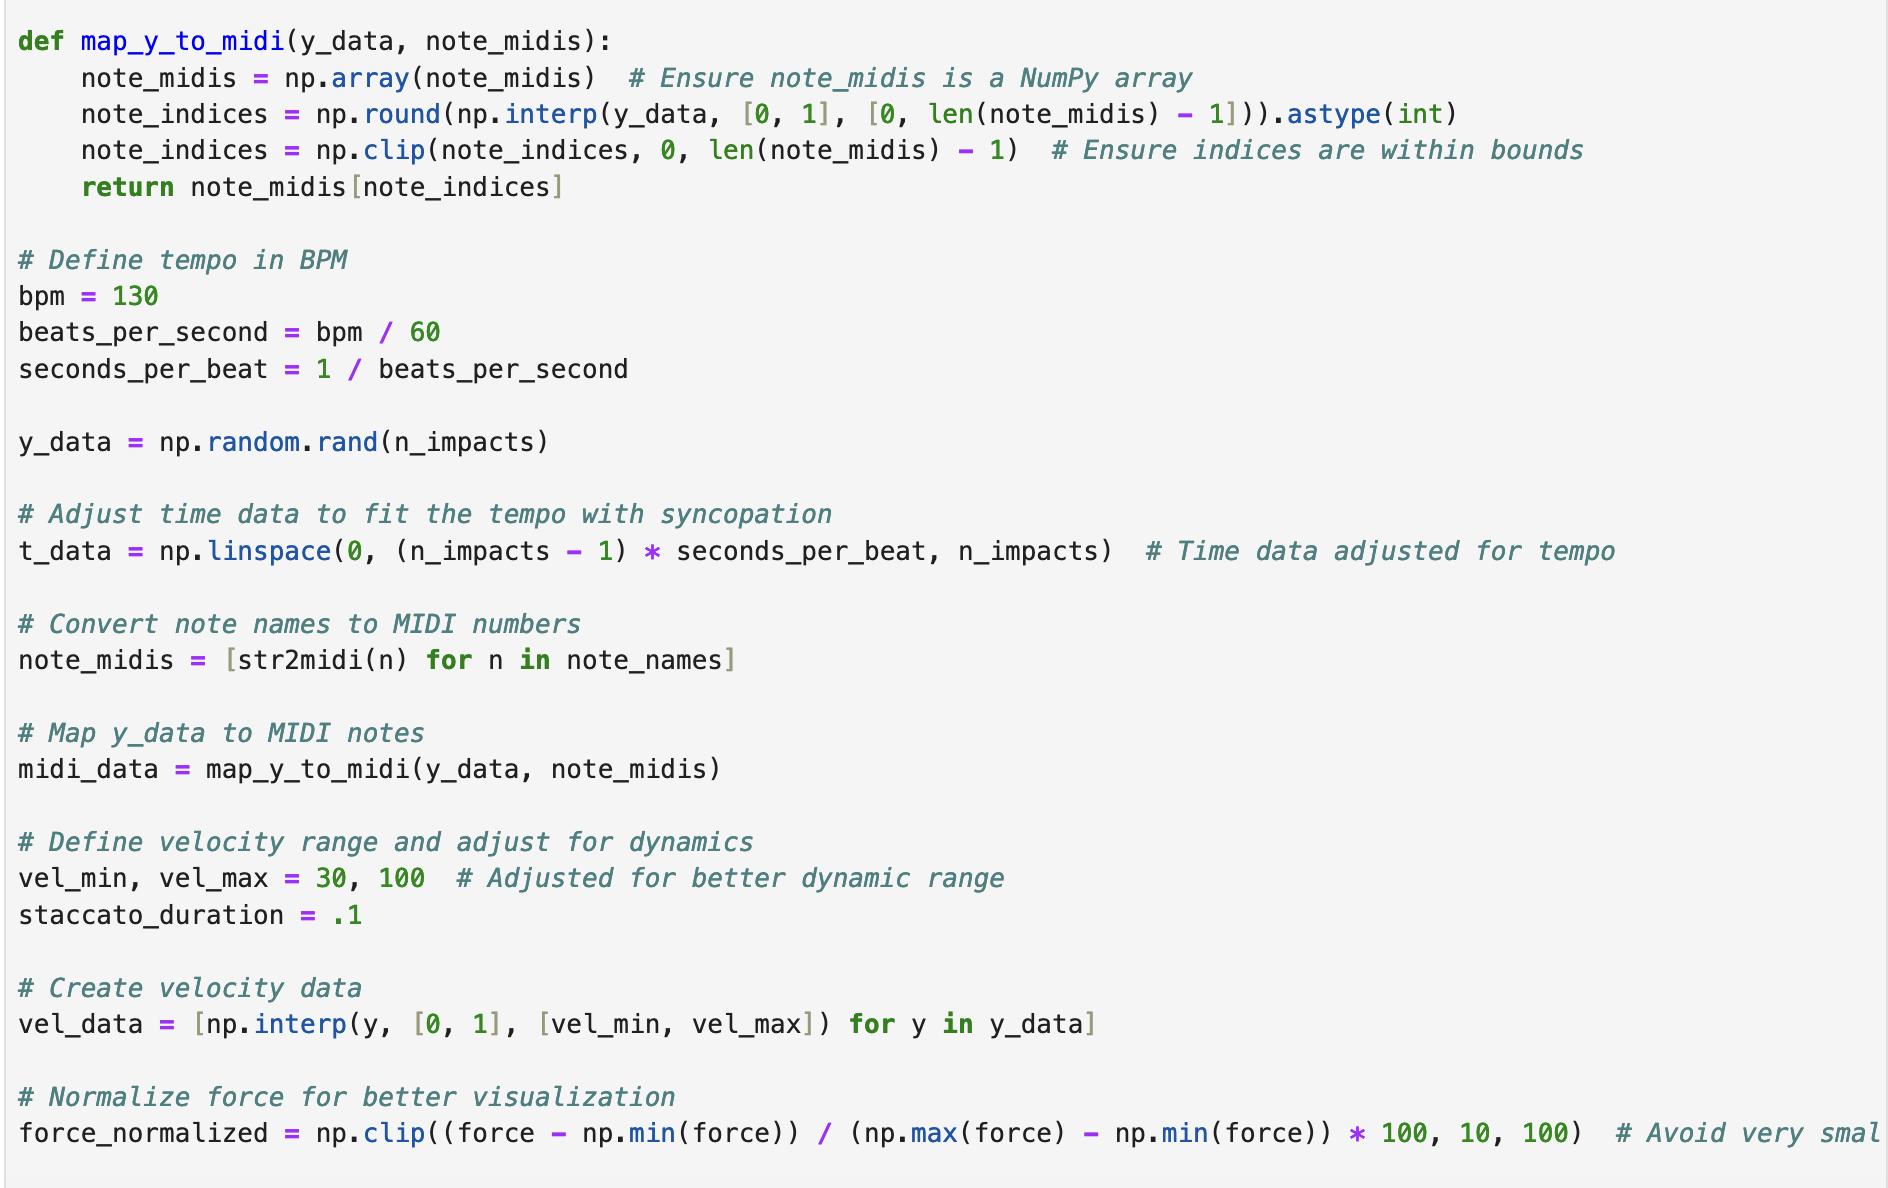 def map_y_to_midi(y_data, note_midis):
    note_midis = np.array(note_midis)  # Ensure note_midis is a NumPy array
    note_indices = np.round(np.interp(y_data, [0, 1], [0, len(note_midis) - 1])).astype(int)
    note_indices = np.clip(note_indices, 0, len(note_midis) - 1)  # Ensure indices are within bounds
    return note_midis[note_indices]

# Define tempo in BPM
bpm = 130
beats_per_second = bpm / 60
seconds_per_beat = 1 / beats_per_second

y_data = np.random.rand(n_impacts)

# Adjust time data to fit the tempo with syncopation
t_data = np.linspace(0, (n_impacts - 1) * seconds_per_beat, n_impacts)  # Time data adjusted for tempo

# Convert note names to MIDI numbers
note_midis = [str2midi(n) for n in note_names]

# Map y_data to MIDI notes
midi_data = map_y_to_midi(y_data, note_midis)

# Define velocity range and adjust for dynamics
vel_min, vel_max = 30, 100  # Adjusted for better dynamic range
staccato_duration = .1

# Create velocity data
vel_data = [np.interp(y, [0, 1], [vel_min, vel_max]) for y in y_data]

# Normalize force for better visualization
force_normalized = np.clip((force - np.min(force)) / (np.max(force) - np.min(force)) * 100, 10, 100)  # Avoid very smal